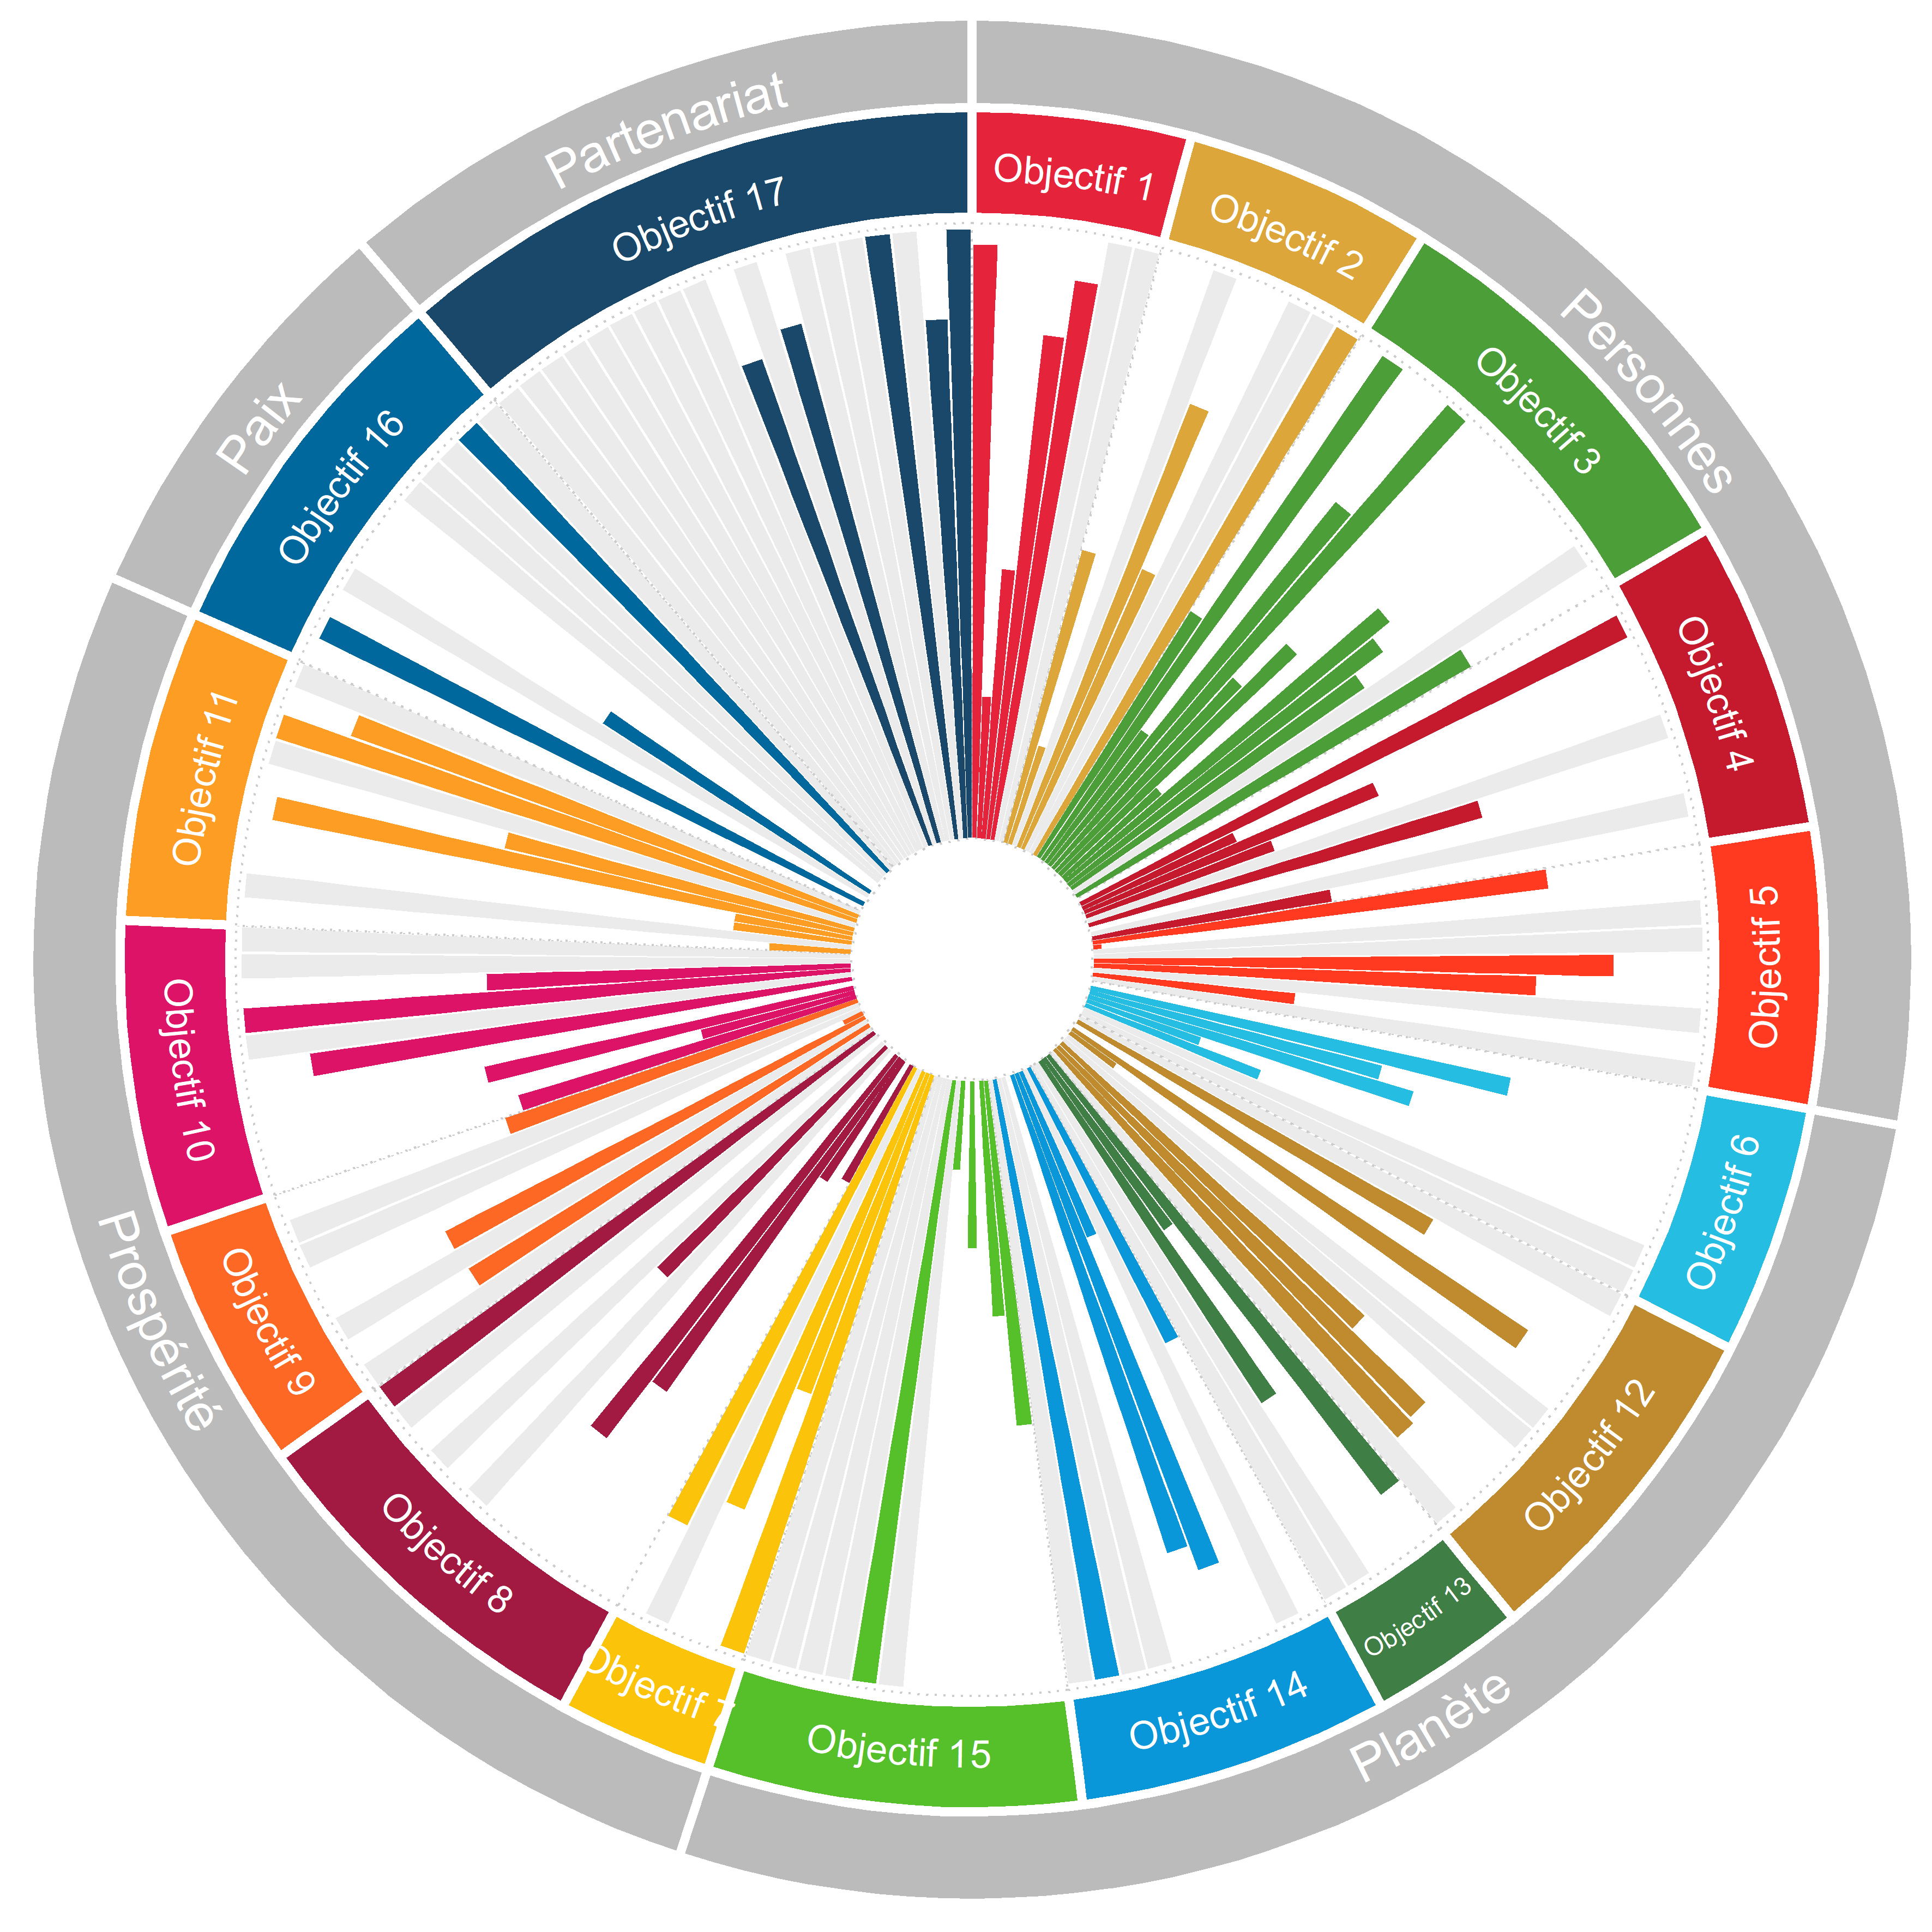 Partenariat
Personnes
Planète
Prospérité
Paix
Objectif 1
Objectif 2
Objectif 3
Objectif 4
Objectif 5
Objectif 6
Objectif 12
Objectif 13
Objectif 14
Objectif 15
Objectif 7
Objectif 8
Objectif 9
Objectif 10
Objectif 11
Objectif 16
Objectif 17